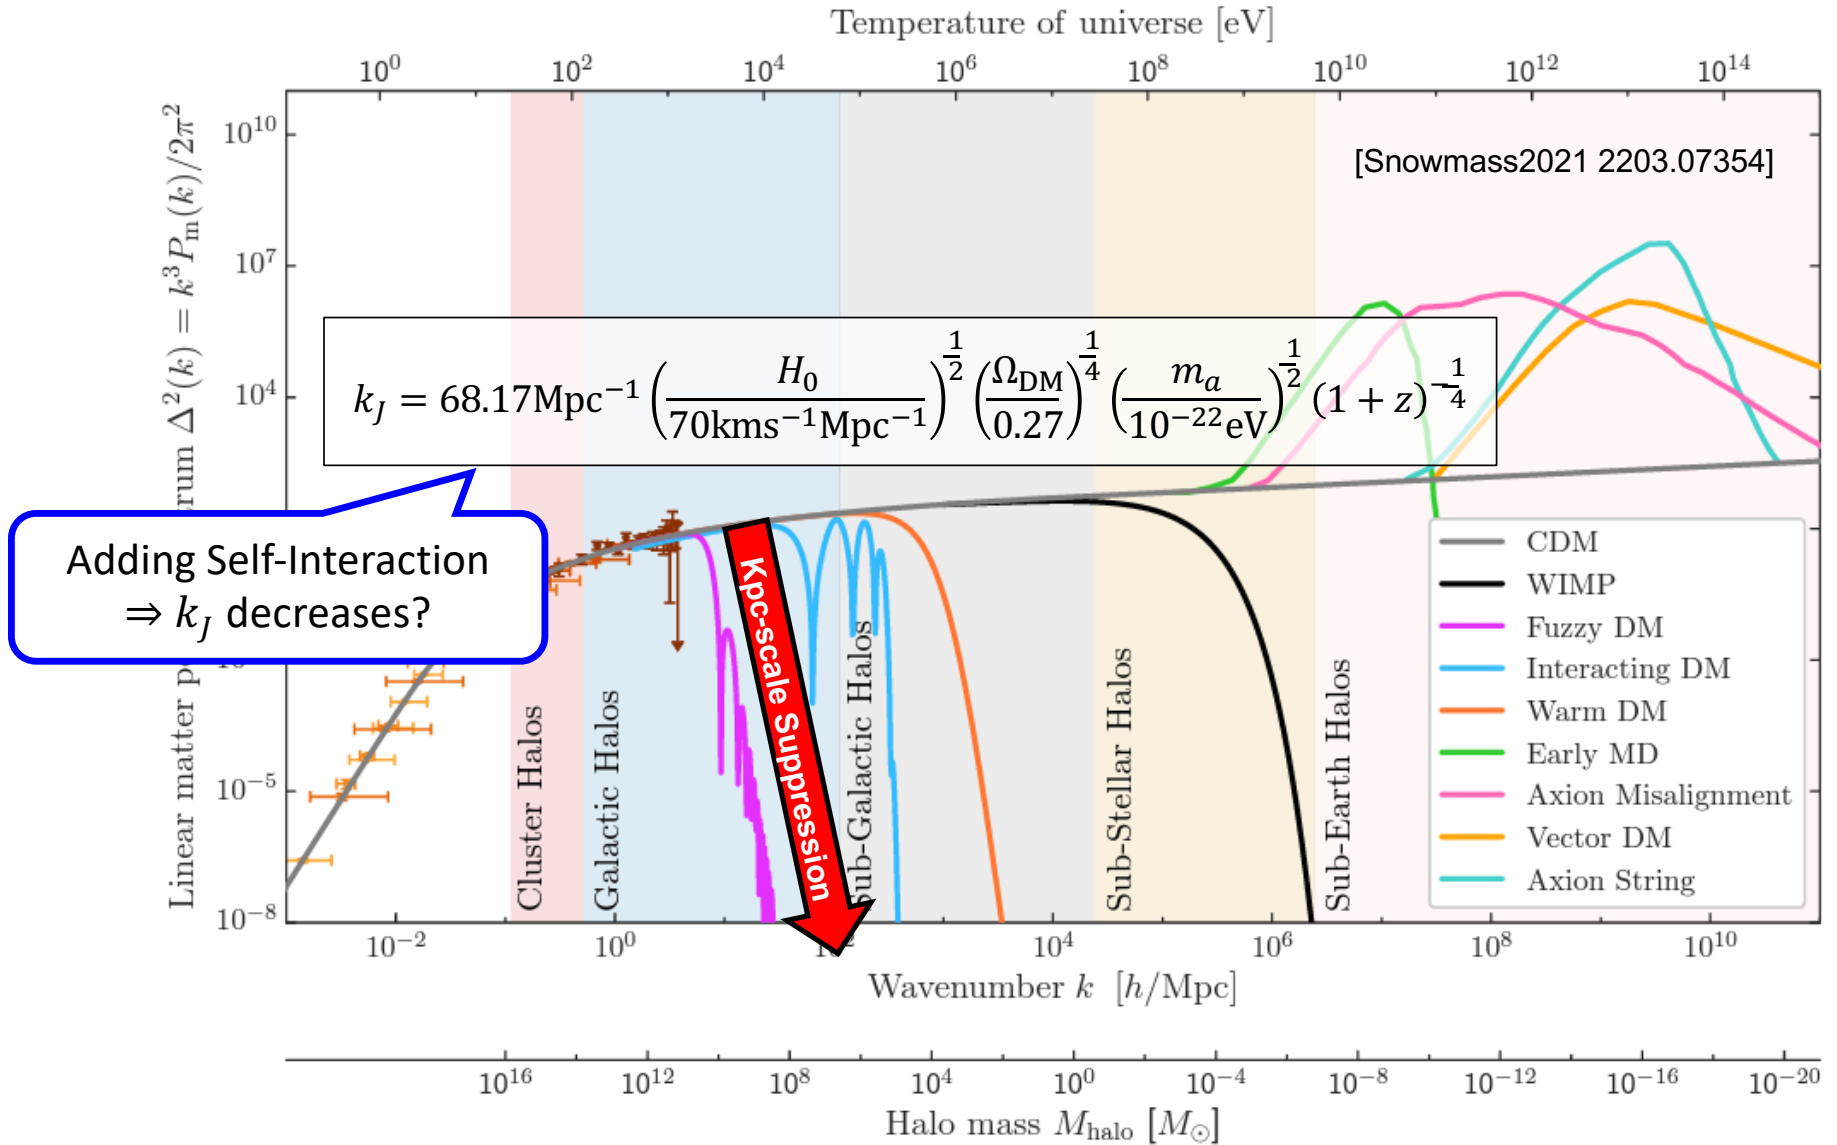 Temperature of universe [eV]
10^0 10^2 10^4 10^6 10^8 10^10 10^12 10^14
10^10
10^7
10^4
10^-5
10^-8
Δ^2(k) = k^3 P_m(k)/2π^2
Linear matter
[Snowmass2021 2203.07354]
k_J = 68.17Mpc^−1 (H_0/70kms^−1Mpc^−1)^(1/2) (Ω_DM/0.27)^(1/4) (m_a/10^−22eV)^(1/2) (1 + z)^(−1/4)
Adding Self-Interaction
⇒ k_J decreases?
Kpc-scale Suppression
Cluster Halos
Galactic Halos
Sub-Galactic Halos
Sub-Stellar Halos
Sub-Earth Halos
CDM
WIMP
Fuzzy DM
Interacting DM
Warm DM
Early MD
Axion Misalignment
Vector DM
Axion String
10^-2 10^0 10^4 10^6 10^8 10^10
Wavenumber k [h/Mpc]
10^16 10^12 10^8 10^4 10^0 10^-4 10^-8 10^-12 10^-16 10^-20
Halo mass M_halo [M_⊙]